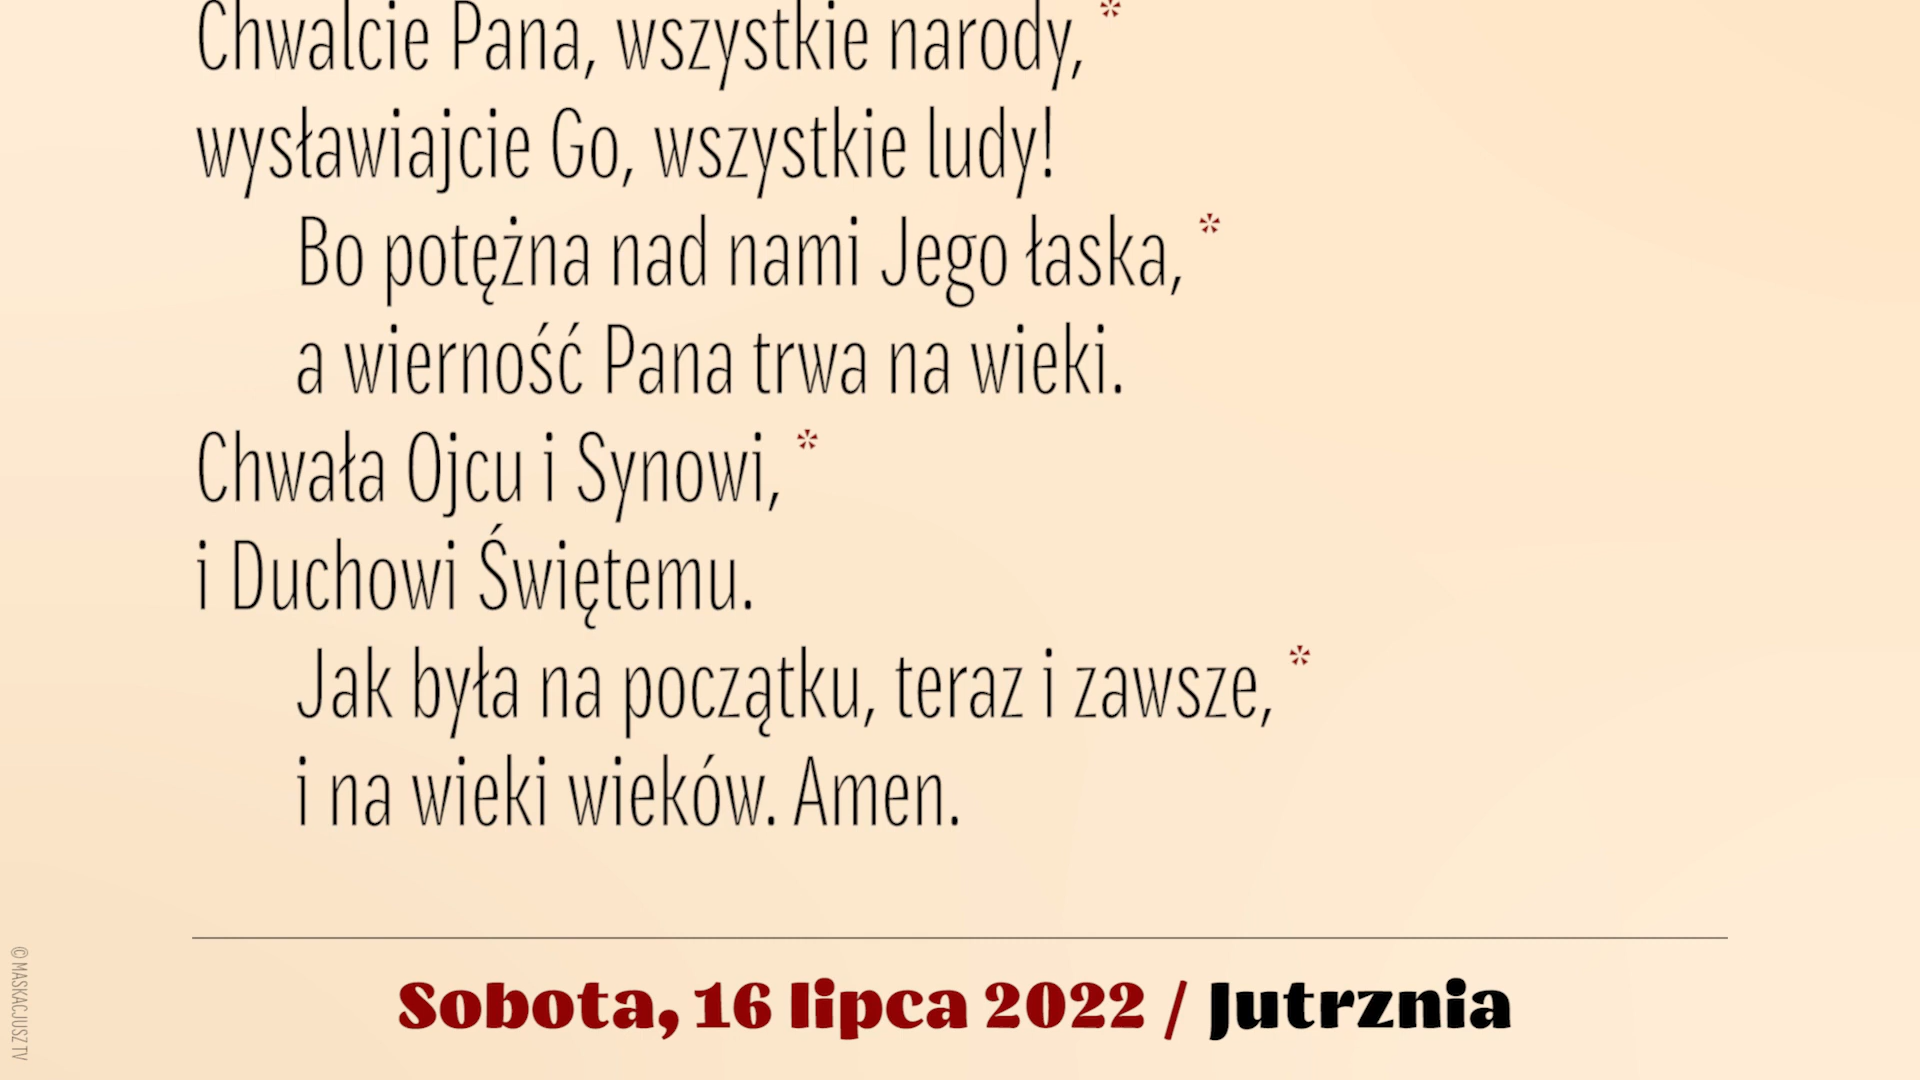 Chwalcie Pana, wszystkie narody, *
wysławiajcie Go, wszystkie ludy!
Bo potężna nad nami Jego łaska, *
a wierność Pana trwa na wieki.
Chwała Ojcu i Synowi, *
i Duchowi Świętemu.
Jak była na początku, teraz i zawsze, *
i na wieki wieków. Amen.
Sobota, 16 lipca 2022 / Jutrznia
© MASKACJUSZ TV